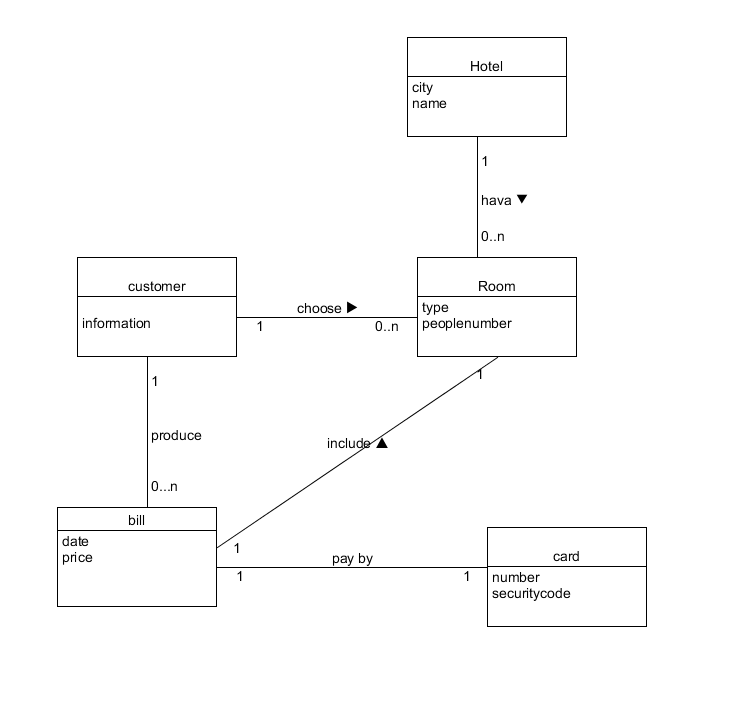 Hotel
city
name
1
hava ▼
0..n
customer
information
choose ▶
1
0..n
Room
type
peoplenumber
1
produce
0...n
1
include ▲
1
bill
date
price
pay by
1
1
card
number
securitycode